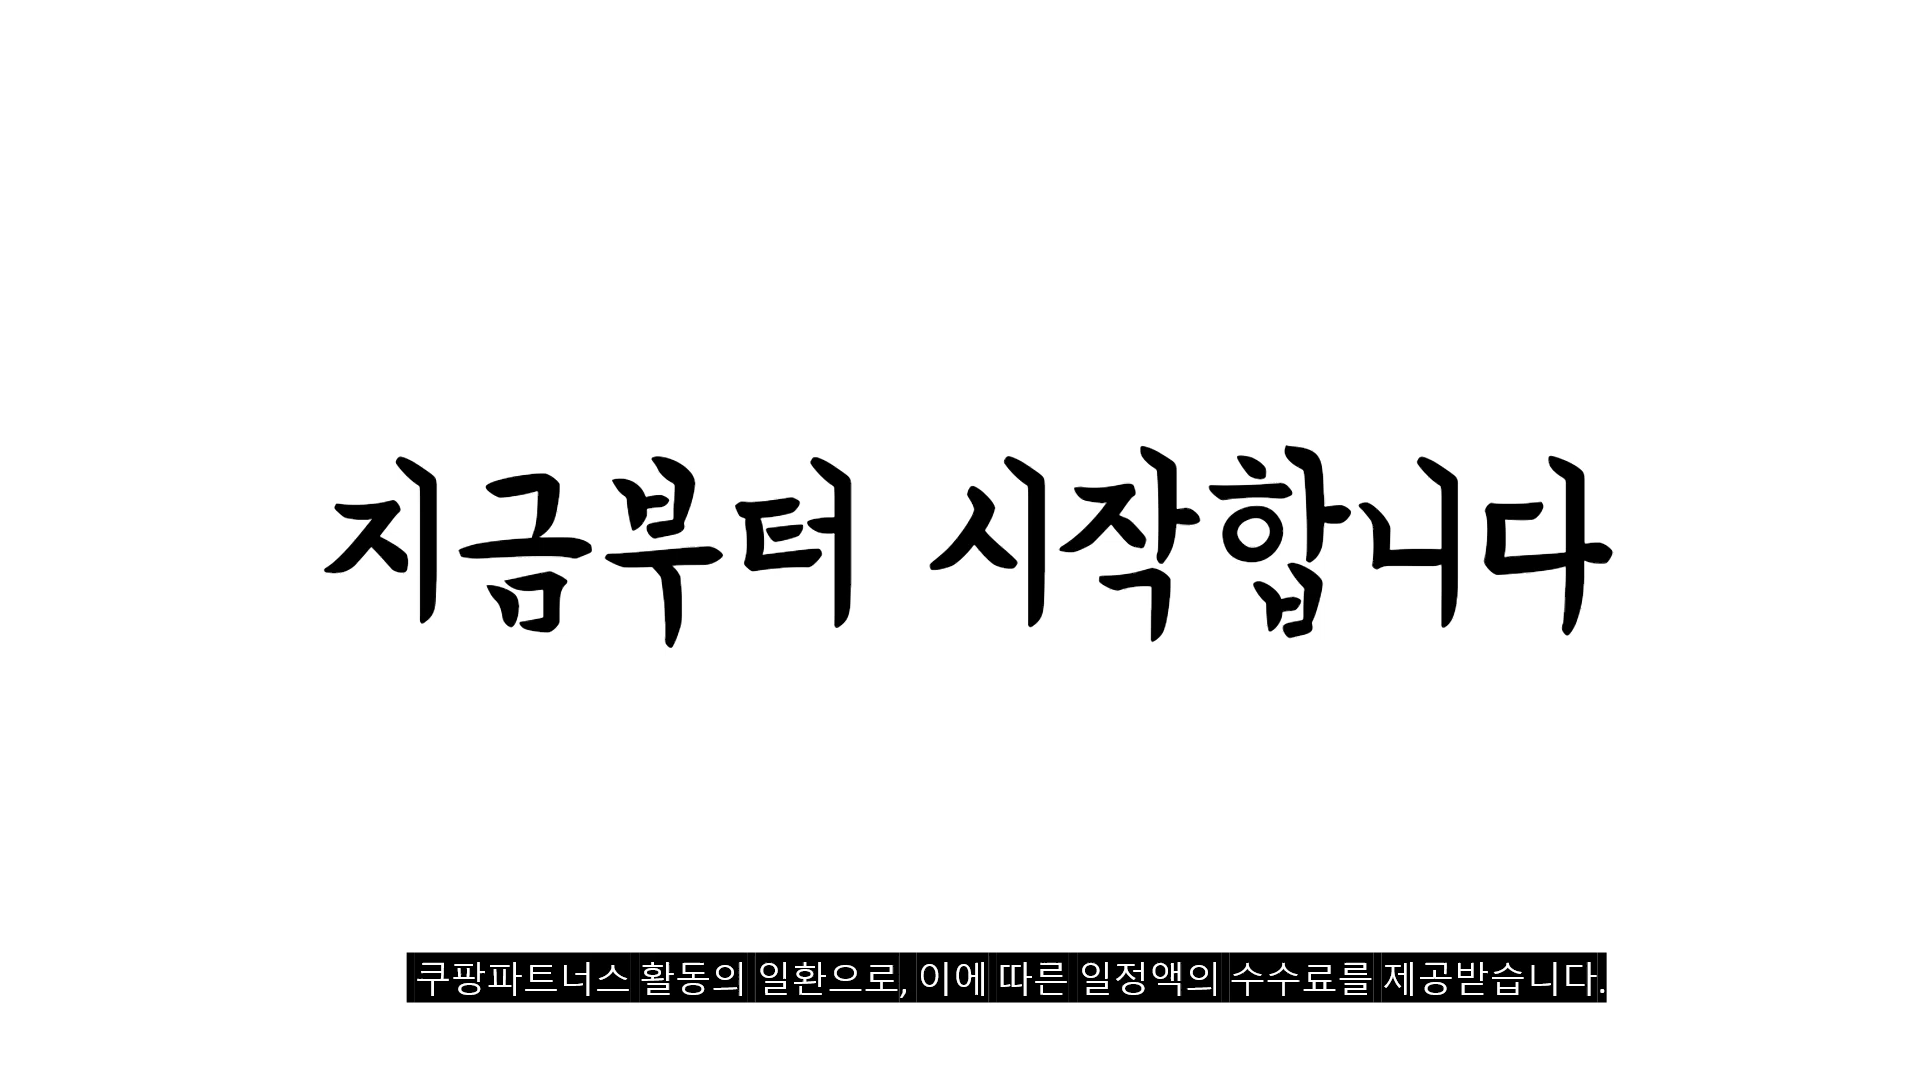 지금부터 시작합니다
쿠팡파트너스 활동의 일환으로, 이에 따른 일정액의 수수료를 제공받습니다.